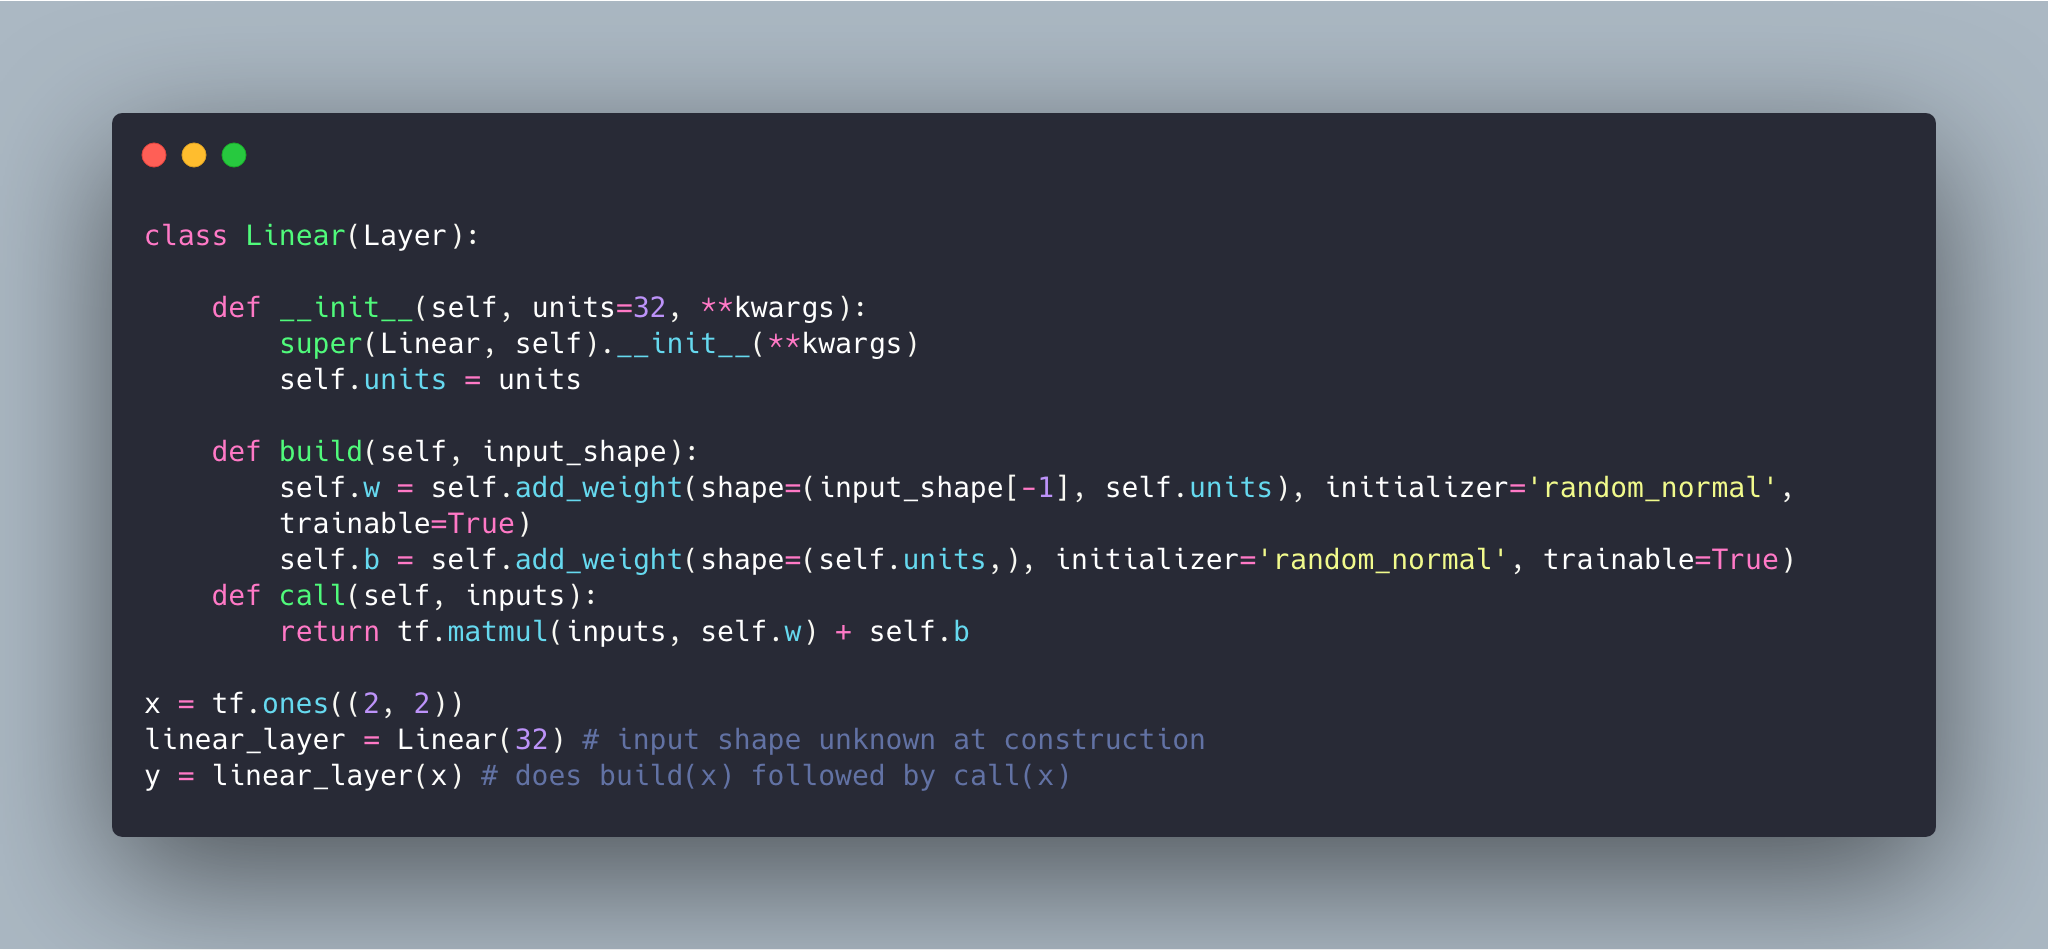 class Linear(Layer):
    def __init__(self, units=32, **kwargs):
        super(Linear, self).__init__(**kwargs)
        self.units = units
    def build(self, input_shape):
        self.w = self.add_weight(shape=(input_shape[-1], self.units), initializer='random_normal',
        trainable=True)
        self.b = self.add_weight(shape=(self.units,), initializer='random_normal', trainable=True)
    def call(self, inputs):
        return tf.matmul(inputs, self.w) + self.b
x = tf.ones((2, 2))
linear_layer = Linear(32) # input shape unknown at construction
y = linear_layer(x) # does build(x) followed by call(x)